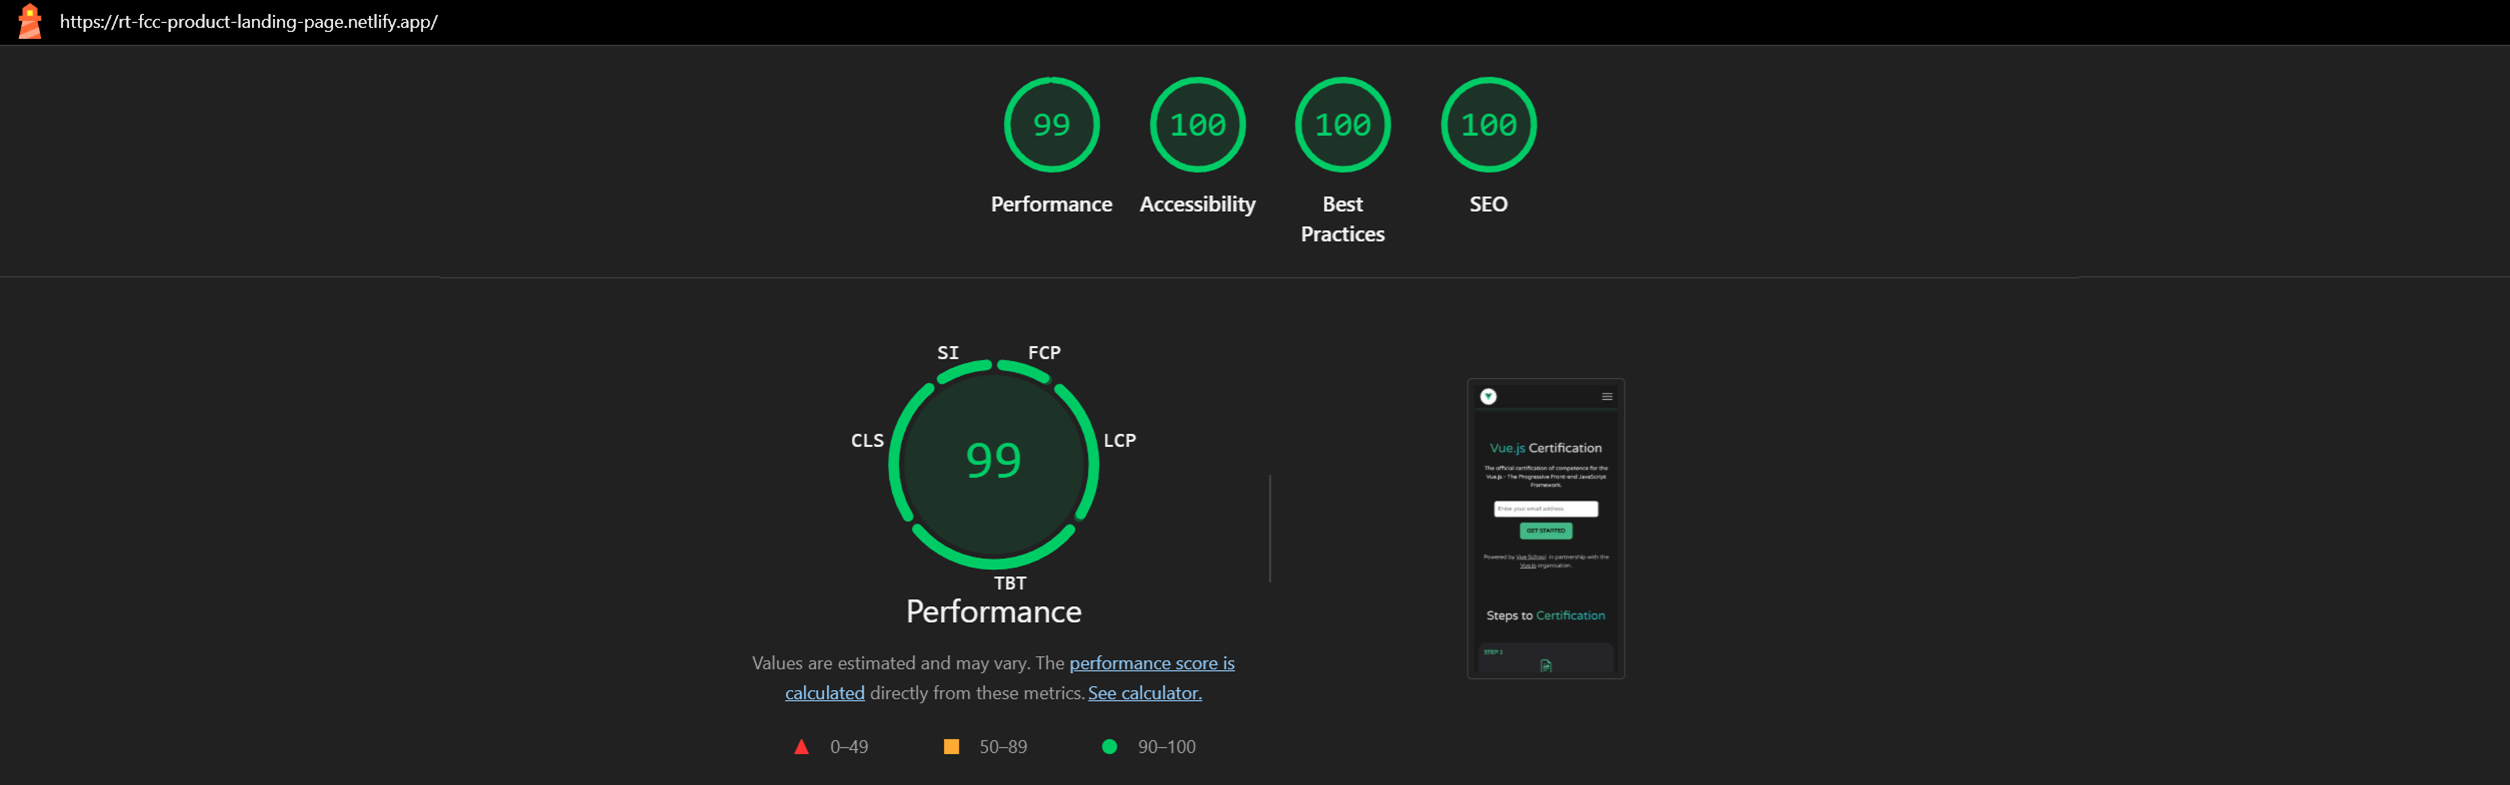 https://rt-fcc-product-landing-page.netlify.app/
99
100
100
100
Performance
Accessibility
Best
Practices
SEO
SI
FCP
CLS
LCP
99
TBT
Performance
Values are estimated and may vary. The performance score is
calculated directly from these metrics. See calculator.
0–49
50–89
90–100
Vue.js Certification
The official certification of competence for the
Vue.js - The Progressive Front-end JavaScript
Framework.
Enter your email address
GET STARTED
Powered by Vue School in partnership with the
Vue.js organisation.
Steps to Certification
STEP 1